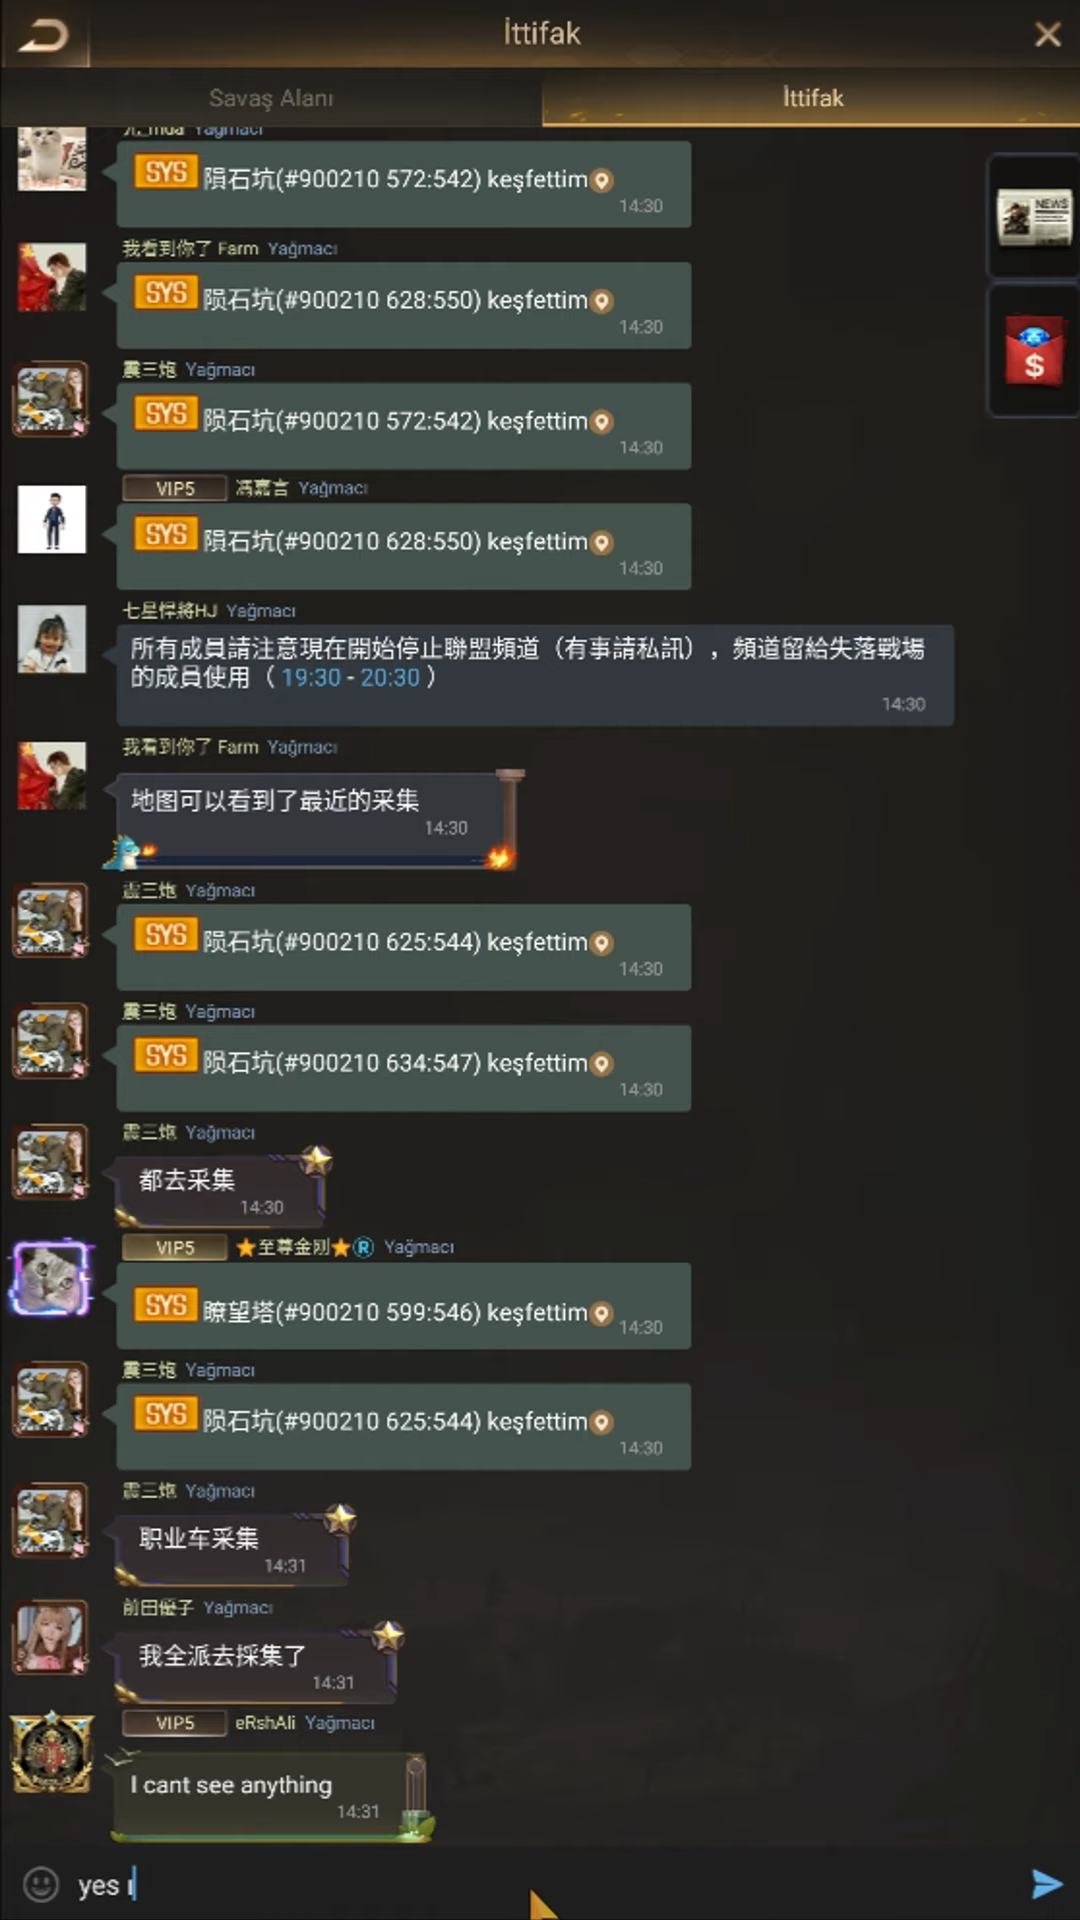 İttifak
Savaş Alanı
İttifak
Yağmacı
SYS 隕石坑(#900210 572:542) keşfettim
14:30
NEWS
我看到你了 Farm Yağmacı
SYS 陨石坑(#900210 628:550) keşfettim
14:30
$
震三炮 Yağmacı
SYS 陨石坑(#900210 572:542) keşfettim
14:30
VIP5 馮嘉言 Yağmacı
SYS 隕石坑(#900210 628:550) keşfettim
14:30
七星悍將HJ Yağmacı
所有成員請注意現在開始停止聯盟頻道（有事請私訊），頻道留給失落戰場
的成員使用（19:30 - 20:30）
14:30
我看到你了 Farm Yağmacı
地图可以看到了最近的采集
14:30
震三炮 Yağmacı
SYS 陨石坑(#900210 625:544) keşfettim
14:30
震三炮 Yağmacı
SYS 陨石坑(#900210 634:547) keşfettim
14:30
震三炮 Yağmacı
都去采集
14:30
VIP5 ⭐至尊金刚⭐® Yağmacı
SYS 瞭望塔(#900210 599:546) keşfettim
14:30
震三炮 Yağmacı
SYS 陨石坑(#900210 625:544) keşfettim
14:30
震三炮 Yağmacı
职业车采集
14:31
前田優子 Yağmacı
我全派去採集了
14:31
VIP5 eRshAli Yağmacı
I cant see anything
14:31
yes ı